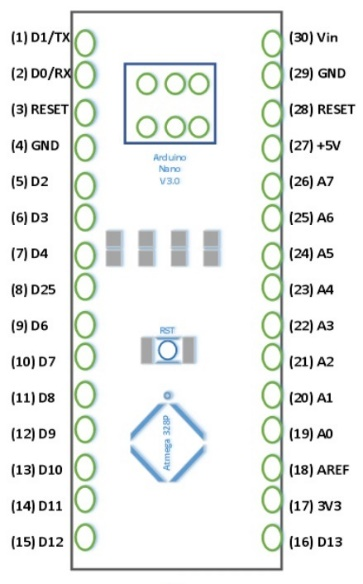 (1) D1/TX
(2) D0/RX
(3) RESET
(4) GND
(5) D2
(6) D3
(7) D4
(8) D25
(9) D6
(10) D7
(11) D8
(12) D9
(13) D10
(14) D11
(15) D12
Arduino
Nano
V3.0
RST
Atmega 328P
(30) Vin
(29) GND
(28) RESET
(27) +5V
(26) A7
(25) A6
(24) A5
(23) A4
(22) A3
(21) A2
(20) A1
(19) A0
(18) AREF
(17) 3V3
(16) D13